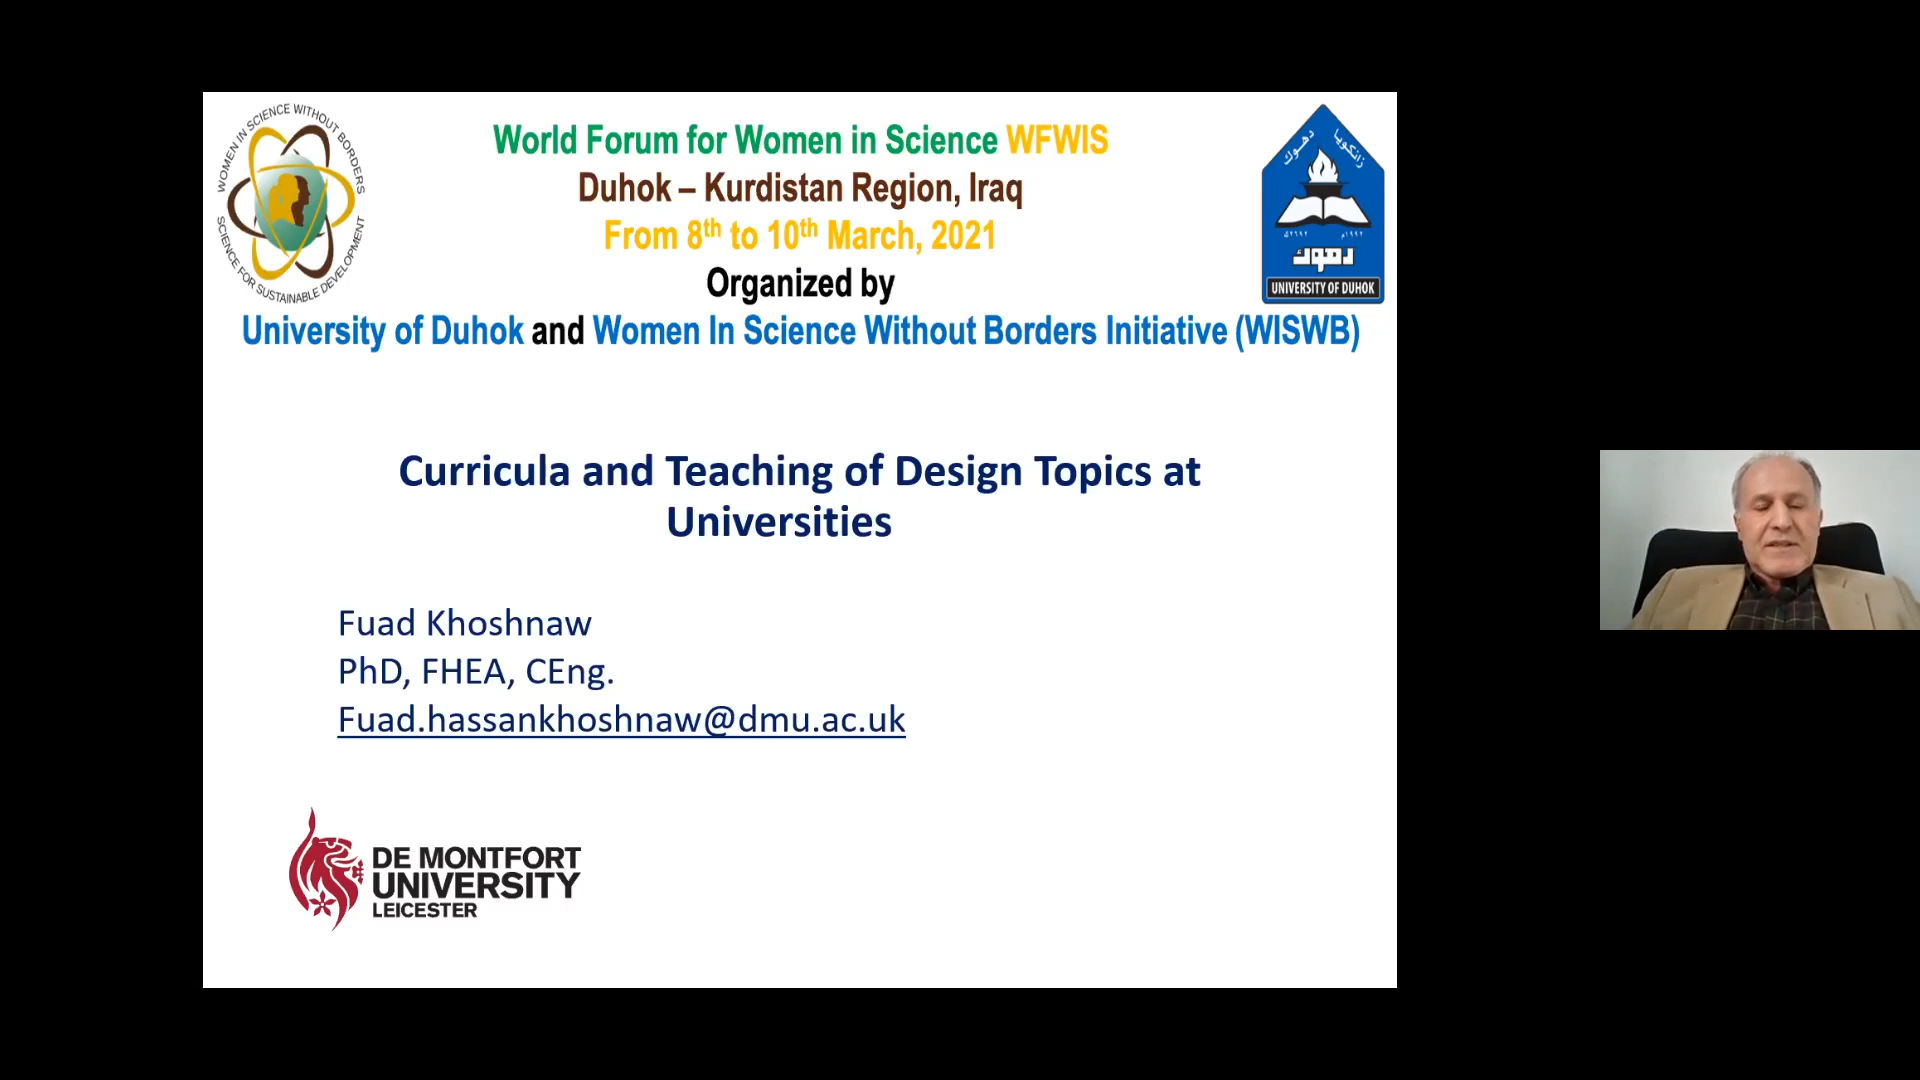 WOMEN IN SCIENCE WITHOUT BORDERS
SCIENCE FOR SUSTAINABLE DEVELOPMENT
World Forum for Women in Science WFWIS
Duhok – Kurdistan Region, Iraq
From 8th to 10th March, 2021
Organized by
University of Duhok and Women In Science Without Borders Initiative (WISWB)
زانكويا دهوك
UNIVERSITY OF DUHOK
Curricula and Teaching of Design Topics at
Universities
Fuad Khoshnaw
PhD, FHEA, CEng.
Fuad.hassankhoshnaw@dmu.ac.uk
DE MONTFORT
UNIVERSITY
LEICESTER